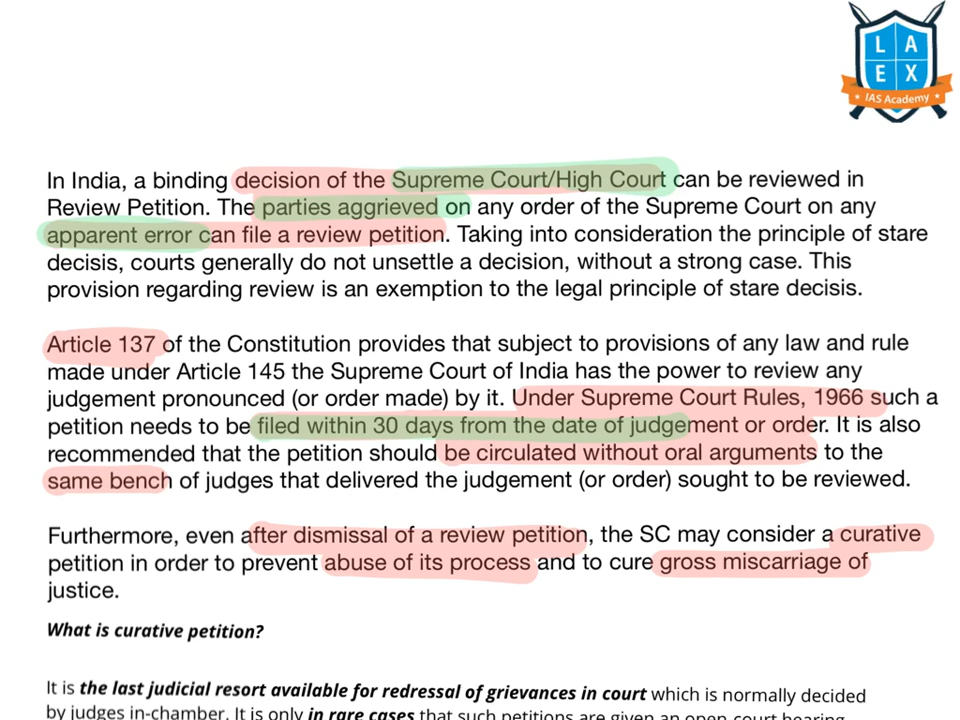 L A
E X
IAS Academy
In India, a binding decision of the Supreme Court/High Court can be reviewed in
Review Petition. The parties aggrieved on any order of the Supreme Court on any
apparent error can file a review petition. Taking into consideration the principle of stare
decisis, courts generally do not unsettle a decision, without a strong case. This
provision regarding review is an exemption to the legal principle of stare decisis.
Article 137 of the Constitution provides that subject to provisions of any law and rule
made under Article 145 the Supreme Court of India has the power to review any
judgement pronounced (or order made) by it. Under Supreme Court Rules, 1966 such a
petition needs to be filed within 30 days from the date of judgement or order. It is also
recommended that the petition should be circulated without oral arguments to the
same bench of judges that delivered the judgement (or order) sought to be reviewed.
Furthermore, even after dismissal of a review petition, the SC may consider a curative
petition in order to prevent abuse of its process and to cure gross miscarriage of
justice.
What is curative petition?
It is the last judicial resort available for redressal of grievances in court which is normally decided
by judges in-chamber. It is only in rare cases that such petitions are given an open-court hearing